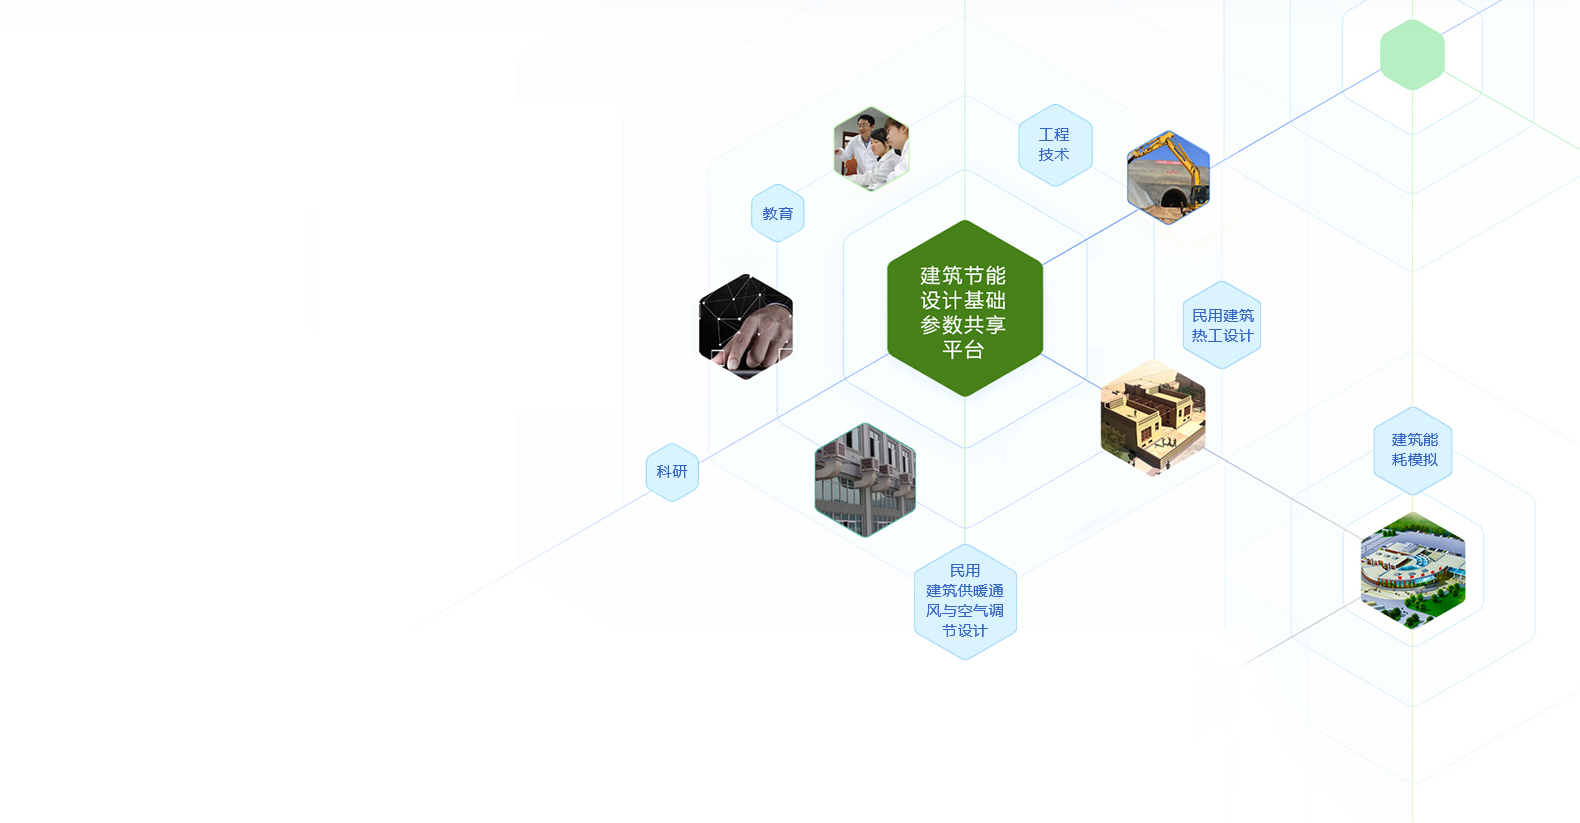 工程
技术
教育
建筑节能
设计基础
参数共享
平台
民用建筑
热工设计
建筑能
耗模拟
科研
民用
建筑供暖通
风与空气调
节设计